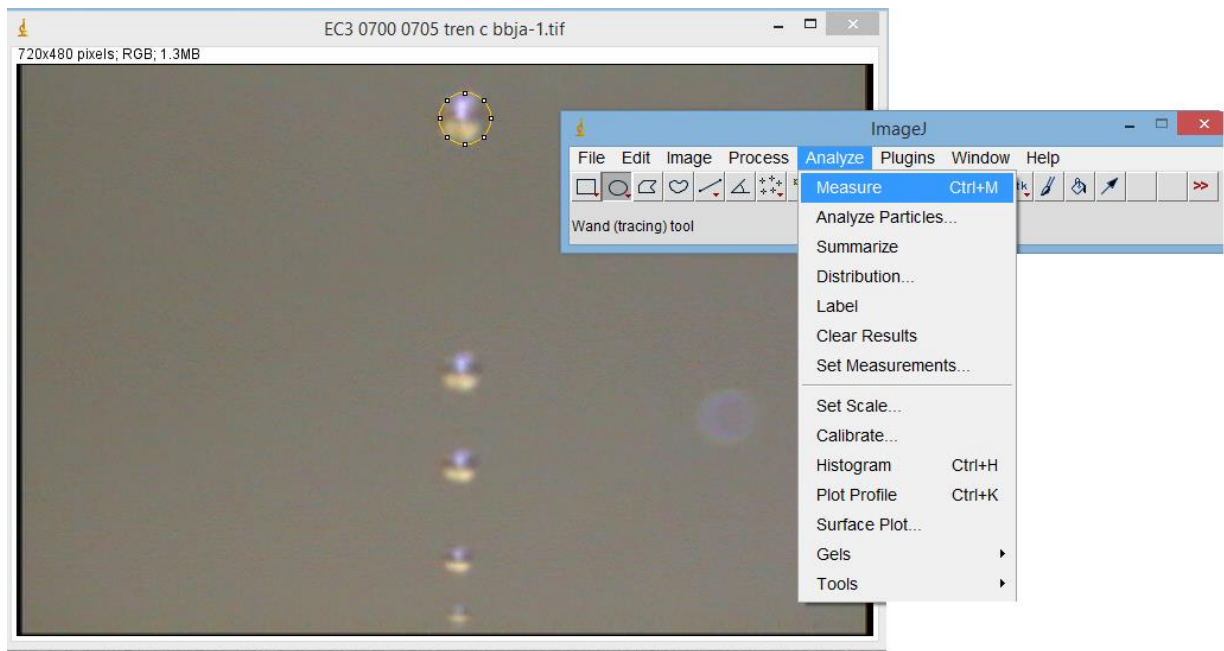 EC3 0700 0705 tren c bbja-1.tif
720x480 pixels; RGB; 1.3MB
ImageJ
File Edit Image Process Analyze Plugins Window Help
Wand (tracing) tool
Measure Ctrl+M
Analyze Particles...
Summarize
Distribution...
Label
Clear Results
Set Measurements...
Set Scale...
Calibrate...
Histogram Ctrl+H
Plot Profile Ctrl+K
Surface Plot...
Gels
Tools